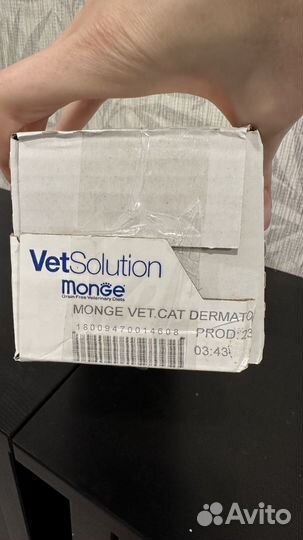 VetSolution
monge
Grain Free Veterinary Diets
MONGE VET.CAT DERMATO
18009470014608 PROD:
03:43
Avito